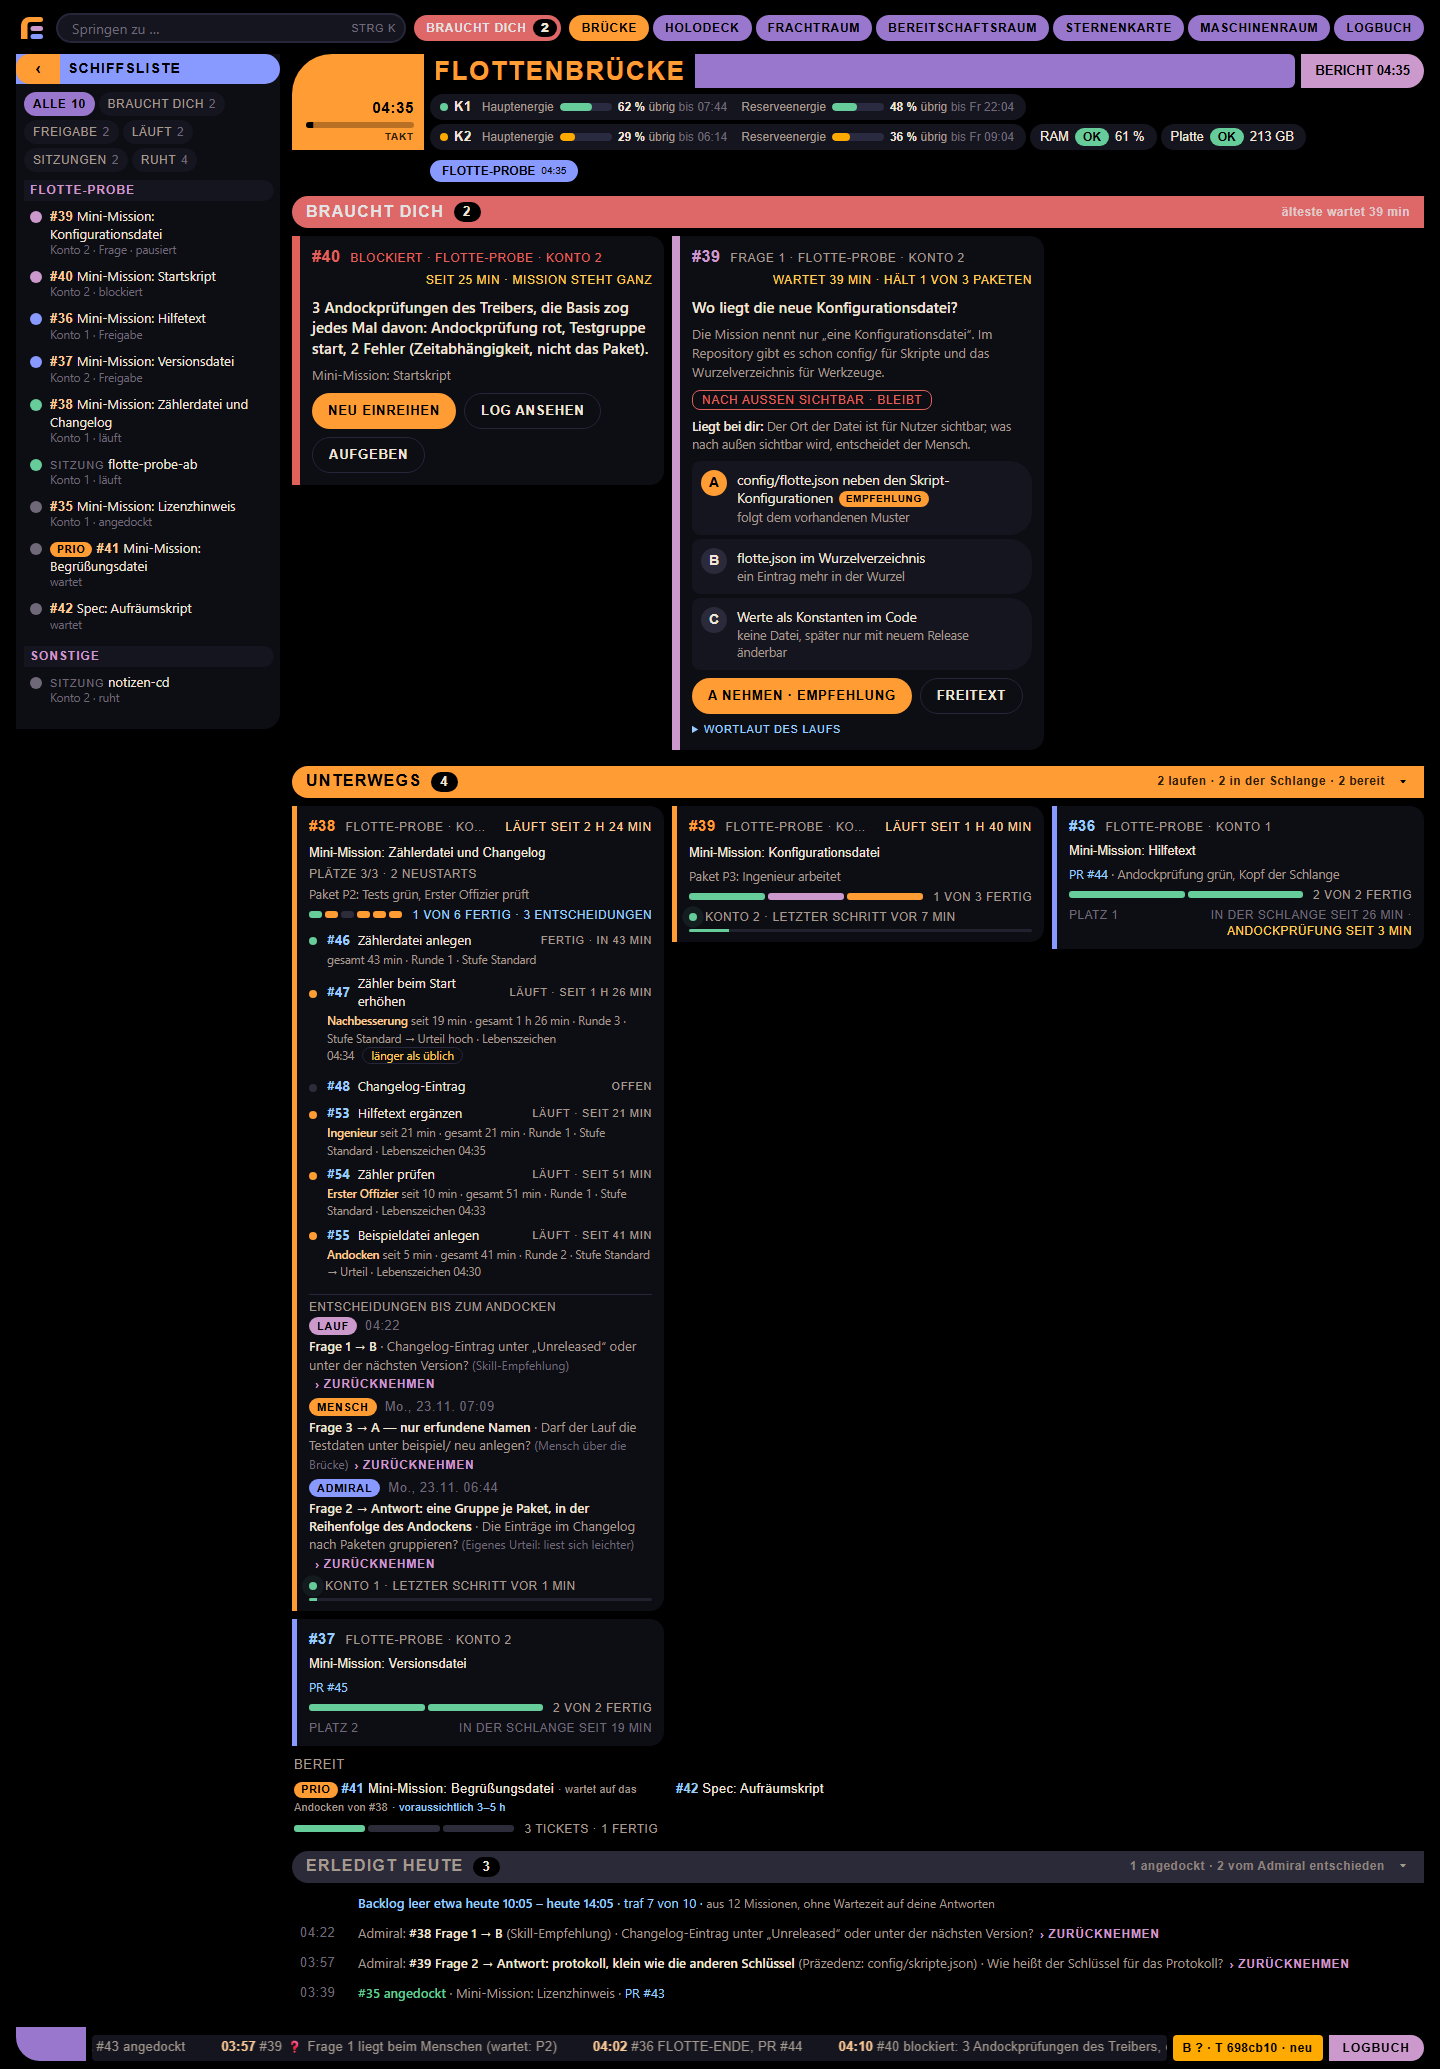 Springen zu ... STRG K
BRAUCHT DICH 2
BRÜCKE
HOLODECK
FRACHTRAUM
BEREITSCHAFTSRAUM
STERNENKARTE
MASCHINENRAUM
LOGBUCH
‹ SCHIFFSLISTE
ALLE 10
BRAUCHT DICH 2
FREIGABE 2
LÄUFT 2
SITZUNGEN 2
RUHT 4
FLOTTE-PROBE
#39 Mini-Mission:
Konfigurationsdatei
Konto 2 · Frage · pausiert
#40 Mini-Mission: Startskript
Konto 2 · blockiert
#36 Mini-Mission: Hilfetext
Konto 1 · Freigabe
#37 Mini-Mission: Versionsdatei
Konto 2 · Freigabe
#38 Mini-Mission: Zählerdatei und
Changelog
Konto 1 · läuft
SITZUNG flotte-probe-ab
Konto 1 · läuft
#35 Mini-Mission: Lizenzhinweis
Konto 1 · angedockt
PRIO #41 Mini-Mission:
Begrüßungsdatei
wartet
#42 Spec: Aufräumskript
wartet
SONSTIGE
SITZUNG notizen-cd
Konto 2 · ruht
04:35
TAKT
FLOTTENBRÜCKE
BERICHT 04:35
K1 Hauptenergie 62 % übrig bis 07:44 Reserveenergie 48 % übrig bis Fr 22:04
K2 Hauptenergie 29 % übrig bis 06:14 Reserveenergie 36 % übrig bis Fr 09:04
RAM OK 61 %
Platte OK 213 GB
FLOTTE-PROBE 04:35
BRAUCHT DICH 2
älteste wartet 39 min
#40 BLOCKIERT · FLOTTE-PROBE · KONTO 2
SEIT 25 MIN · MISSION STEHT GANZ
3 Andockprüfungen des Treibers, die Basis zog
jedes Mal davon: Andockprüfung rot, Testgruppe
start, 2 Fehler (Zeitabhängigkeit, nicht das Paket).
Mini-Mission: Startskript
NEU EINREIHEN
LOG ANSEHEN
AUFGEBEN
#39 FRAGE 1 · FLOTTE-PROBE · KONTO 2
WARTET 39 MIN · HÄLT 1 VON 3 PAKETEN
Wo liegt die neue Konfigurationsdatei?
Die Mission nennt nur „eine Konfigurationsdatei“. Im
Repository gibt es schon config/ für Skripte und das
Wurzelverzeichnis für Werkzeuge.
NACH AUSSEN SICHTBAR · BLEIBT
Liegt bei dir: Der Ort der Datei ist für Nutzer sichtbar; was
nach außen sichtbar wird, entscheidet der Mensch.
A config/flotte.json neben den Skript-
Konfigurationen EMPFEHLUNG
folgt dem vorhandenen Muster
B flotte.json im Wurzelverzeichnis
ein Eintrag mehr in der Wurzel
C Werte als Konstanten im Code
keine Datei, später nur mit neuem Release
änderbar
A NEHMEN · EMPFEHLUNG
FREITEXT
▶ WORTLAUT DES LAUFS
UNTERWEGS 4
2 laufen · 2 in der Schlange · 2 bereit
#38 FLOTTE-PROBE · KO... LÄUFT SEIT 2 H 24 MIN
Mini-Mission: Zählerdatei und Changelog
PLÄTZE 3/3 · 2 NEUSTARTS
Paket P2: Tests grün, Erster Offizier prüft
1 VON 6 FERTIG · 3 ENTSCHEIDUNGEN
#46 Zählerdatei anlegen FERTIG · IN 43 MIN
gesamt 43 min · Runde 1 · Stufe Standard
#47 Zähler beim Start
erhöhen
LÄUFT · SEIT 1 H 26 MIN
Nachbesserung seit 19 min · gesamt 1 h 26 min · Runde 3 ·
Stufe Standard → Urteil hoch · Lebenszeichen
04:34 länger als üblich
#48 Changelog-Eintrag OFFEN
#53 Hilfetext ergänzen LÄUFT · SEIT 21 MIN
Ingenieur seit 21 min · gesamt 21 min · Runde 1 · Stufe
Standard · Lebenszeichen 04:35
#54 Zähler prüfen LÄUFT · SEIT 51 MIN
Erster Offizier seit 10 min · gesamt 51 min · Runde 1 · Stufe
Standard · Lebenszeichen 04:33
#55 Beispieldatei anlegen LÄUFT · SEIT 41 MIN
Andocken seit 5 min · gesamt 41 min · Runde 2 · Stufe Standard
→ Urteil · Lebenszeichen 04:30
ENTSCHEIDUNGEN BIS ZUM ANDOCKEN
LAUF 04:22
Frage 1 → B · Changelog-Eintrag unter „Unreleased“ oder
unter der nächsten Version? (Skill-Empfehlung)
› ZURÜCKNEHMEN
MENSCH Mo., 23.11. 07:09
Frage 3 → A — nur erfundene Namen · Darf der Lauf die
Testdaten unter beispiel/ neu anlegen? (Mensch über die
Brücke) › ZURÜCKNEHMEN
ADMIRAL Mo., 23.11. 06:44
Frage 2 → Antwort: eine Gruppe je Paket, in der
Reihenfolge des Andockens · Die Einträge im Changelog
nach Paketen gruppieren? (Eigenes Urteil: liest sich leichter)
› ZURÜCKNEHMEN
KONTO 1 · LETZTER SCHRITT VOR 1 MIN
#39 FLOTTE-PROBE · KO... LÄUFT SEIT 1 H 40 MIN
Mini-Mission: Konfigurationsdatei
Paket P3: Ingenieur arbeitet
1 VON 3 FERTIG
KONTO 2 · LETZTER SCHRITT VOR 7 MIN
#36 FLOTTE-PROBE · KONTO 1
Mini-Mission: Hilfetext
PR #44 · Andockprüfung grün, Kopf der Schlange
2 VON 2 FERTIG
PLATZ 1 IN DER SCHLANGE SEIT 26 MIN ·
ANDOCKPRÜFUNG SEIT 3 MIN
#37 FLOTTE-PROBE · KONTO 2
Mini-Mission: Versionsdatei
PR #45
2 VON 2 FERTIG
PLATZ 2 IN DER SCHLANGE SEIT 19 MIN
BEREIT
PRIO #41 Mini-Mission: Begrüßungsdatei · wartet auf das
Andocken von #38 · voraussichtlich 3–5 h
3 TICKETS · 1 FERTIG
#42 Spec: Aufräumskript
ERLEDIGT HEUTE 3
1 angedockt · 2 vom Admiral entschieden
Backlog leer etwa heute 10:05 – heute 14:05 · traf 7 von 10 · aus 12 Missionen, ohne Wartezeit auf deine Antworten
04:22 Admiral: #38 Frage 1 → B (Skill-Empfehlung) · Changelog-Eintrag unter „Unreleased“ oder unter der nächsten Version? › ZURÜCKNEHMEN
03:57 Admiral: #39 Frage 2 → Antwort: protokoll, klein wie die anderen Schlüssel (Präzedenz: config/skripte.json) · Wie heißt der Schlüssel für das Protokoll? › ZURÜCKNEHMEN
03:39 #35 angedockt · Mini-Mission: Lizenzhinweis · PR #43
#43 angedockt 03:57 #39 ❓ Frage 1 liegt beim Menschen (wartet: P2) 04:02 #36 FLOTTE-ENDE, PR #44 04:10 #40 blockiert: 3 Andockprüfungen des Treibers,
B ? · T 698cb10 · neu
LOGBUCH